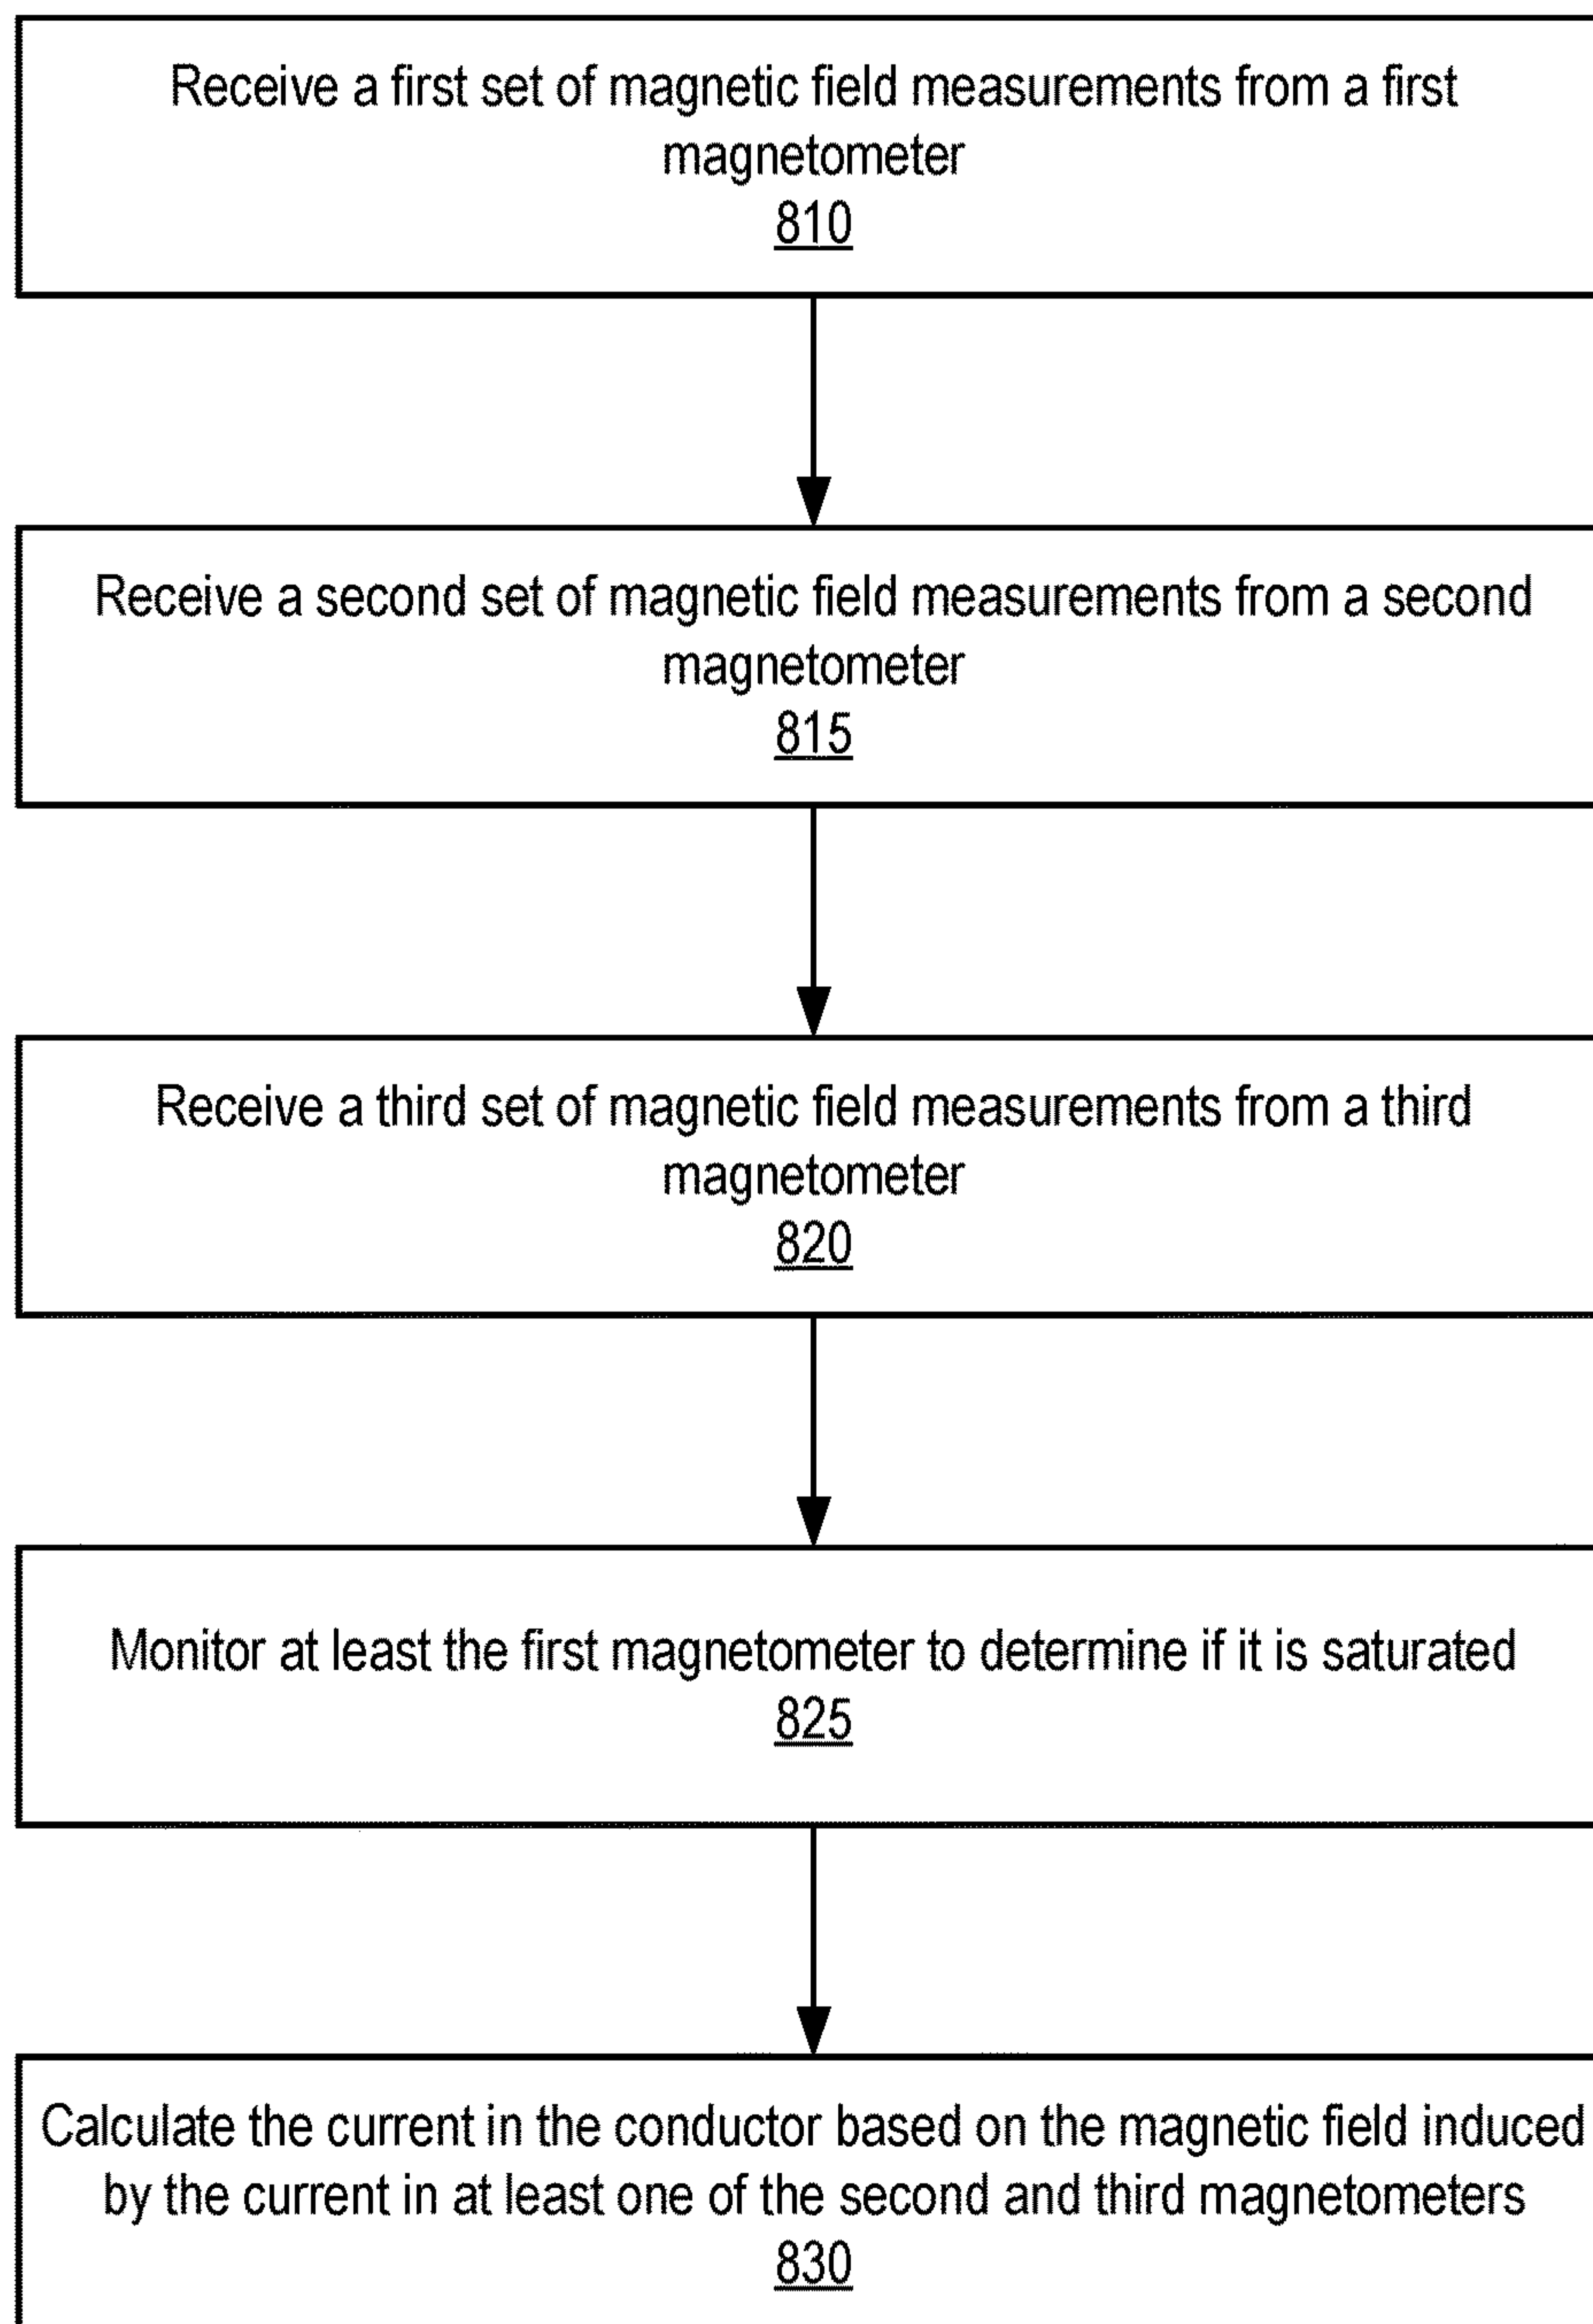 Receive a first set of magnetic field measurements from a first
magnetometer
810
Receive a second set of magnetic field measurements from a second
magnetometer
815
Receive a third set of magnetic field measurements from a third
magnetometer
820
Monitor at least the first magnetometer to determine if it is saturated
825
Calculate the current in the conductor based on the magnetic field induced
by the current in at least one of the second and third magnetometers
830